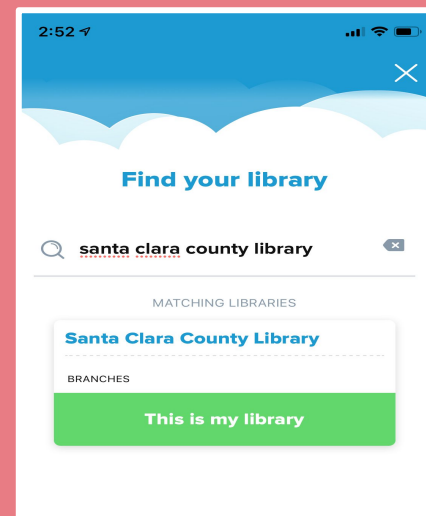 2:52
Find your library
santa clara county library
MATCHING LIBRARIES
Santa Clara County Library
BRANCHES
This is my library